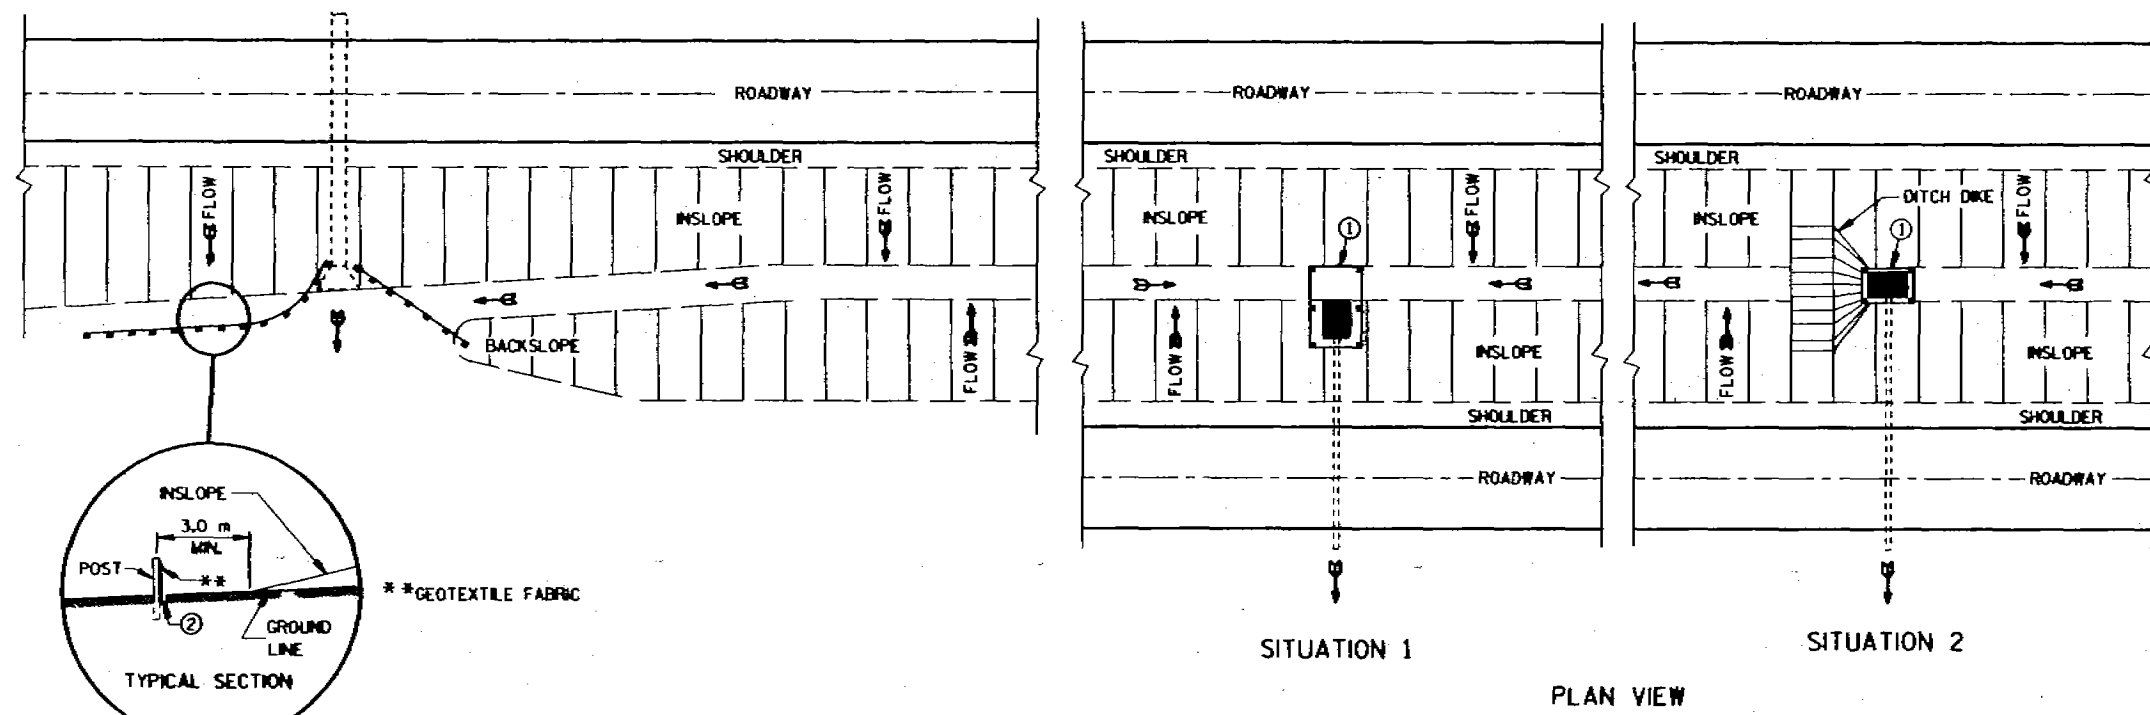 ROADWAY
SHOULDER
FLOW
INSLOPE
FLOW
BACKSLOPE
FLOW
INSLOPE
3.0 m
MIN.
POST
**
2
GROUND
LINE
TYPICAL SECTION
**GEOTEXTILE FABRIC
ROADWAY
SHOULDER
INSLOPE
1
FLOW
FLOW
INSLOPE
SHOULDER
ROADWAY
SITUATION 1
ROADWAY
SHOULDER
DITCH DIKE
INSLOPE
1
FLOW
FLOW
INSLOPE
SHOULDER
ROADWAY
SITUATION 2
PLAN VIEW